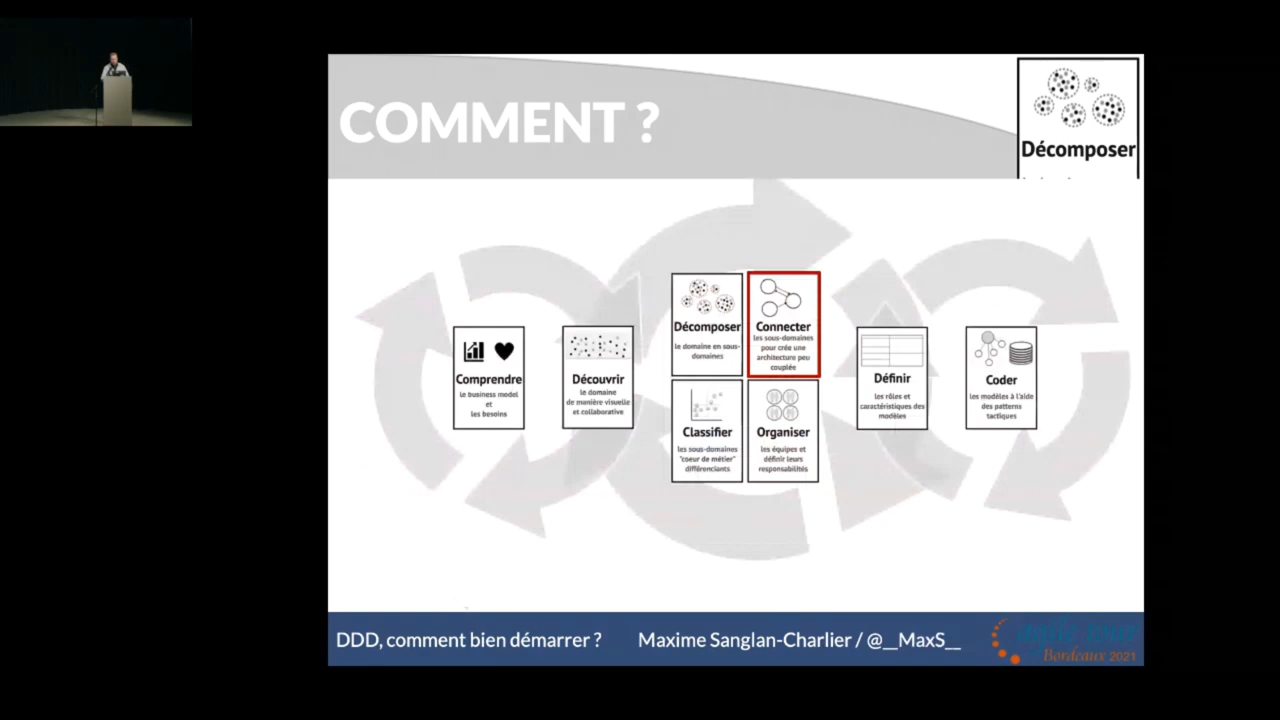 COMMENT ?
Décomposer
Comprendre
le business model
et
les besoins
Découvrir
le domaine
de manière visuelle
et collaborative
Décomposer
le domaine en sous-
domaines
Connecter
les sous-domaines
pour crée une
architecture peu
couplée
Classifier
les sous-domaines
"coeur de métier"
différenciants
Organiser
les équipes et
définir leurs
responsabilités
Définir
les rôles et
caractéristiques des
modèles
Coder
les modèles à l'aide
des patterns
tactiques
DDD, comment bien démarrer ?
Maxime Sanglan-Charlier / @__MaxS__
agile tour
Bordeaux 2021